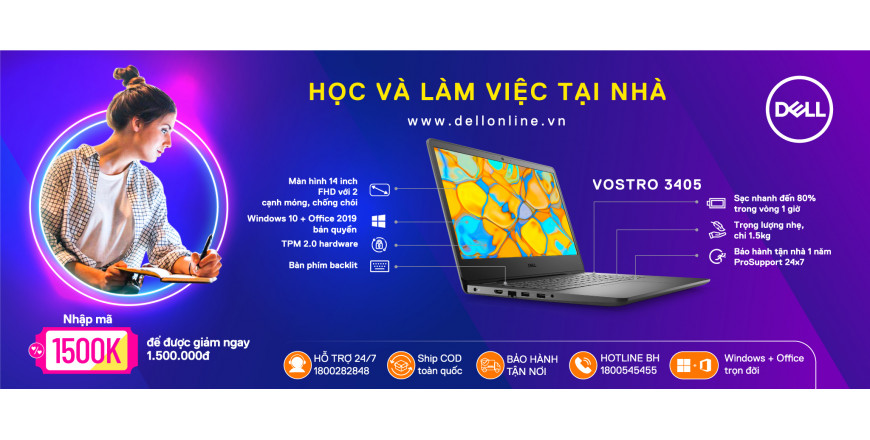 HỌC VÀ LÀM VIỆC TẠI NHÀ
www.dellonline.vn
DELL
Màn hình 14 inch
FHD với 2
cạnh mỏng, chống chói
Windows 10 + Office 2019
bản quyền
TPM 2.0 hardware
Bàn phím backlit
VOSTRO 3405
Sạc nhanh đến 80%
trong vòng 1 giờ
Trọng lượng nhẹ,
chỉ 1.5kg
Bảo hành tận nhà 1 năm
ProSupport 24x7
DELL
Nhập mã
1500K
để được giảm ngay
1.500.000đ
HỖ TRỢ 24/7
1800282848
Ship COD
toàn quốc
BẢO HÀNH
TẬN NƠI
HOTLINE BH
1800545455
Windows + Office
trọn đời